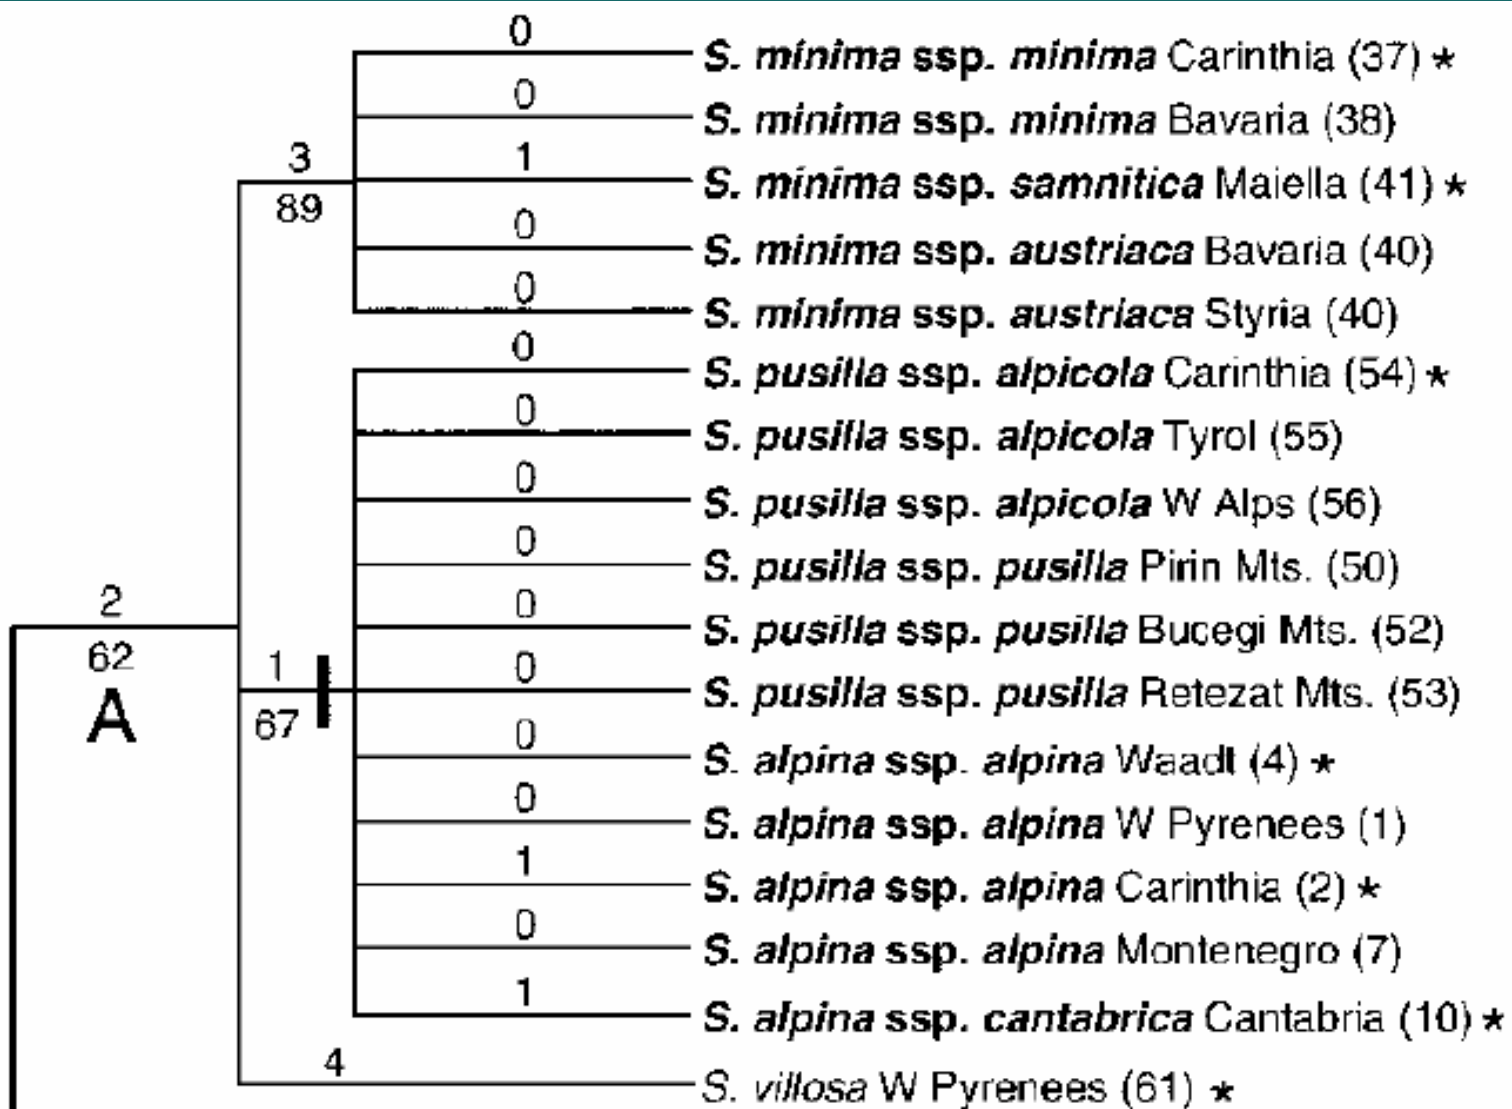 0
S. minima ssp. minima Carinthia (37) ★
0
S. minima ssp. minima Bavaria (38)
3
1
S. minima ssp. samnitica Maiella (41) ★
89
0
S. minima ssp. austriaca Bavaria (40)
0
S. minima ssp. austriaca Styria (40)
0
S. pusilla ssp. alpicola Carinthia (54) ★
0
S. pusilla ssp. alpicola Tyrol (55)
0
S. pusilla ssp. alpicola W Alps (56)
0
S. pusilla ssp. pusilla Pirin Mts. (50)
2
0
S. pusilla ssp. pusilla Bucegi Mts. (52)
62
A
1
0
S. pusilla ssp. pusilla Retezat Mts. (53)
67
0
S. alpina ssp. alpina Waadt (4) ★
0
S. alpina ssp. alpina W Pyrenees (1)
1
S. alpina ssp. alpina Carinthia (2) ★
0
S. alpina ssp. alpina Montenegro (7)
1
S. alpina ssp. cantabrica Cantabria (10) ★
4
S. villosa W Pyrenees (61) ★